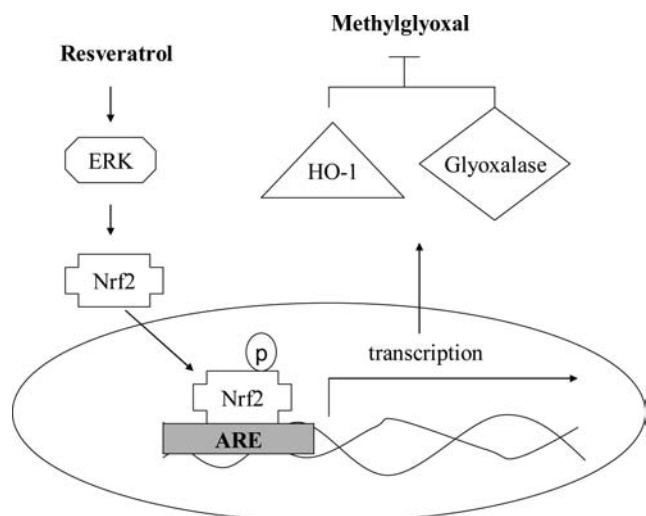 Methylglyoxal
Resveratrol
ERK
HO-1
Glyoxalase
Nrf2
p
transcription
Nrf2
ARE